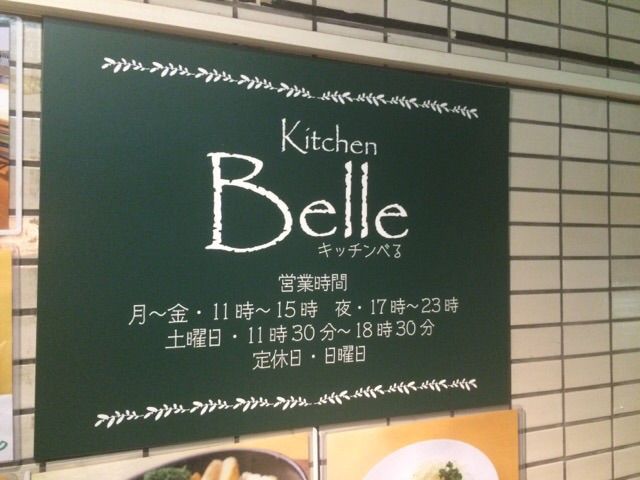 Kitchen
Belle
キッチンべる
営業時間
月〜金・11時〜15時 夜・17時〜23時
土曜日・11時30分〜18時30分
定休日・日曜日